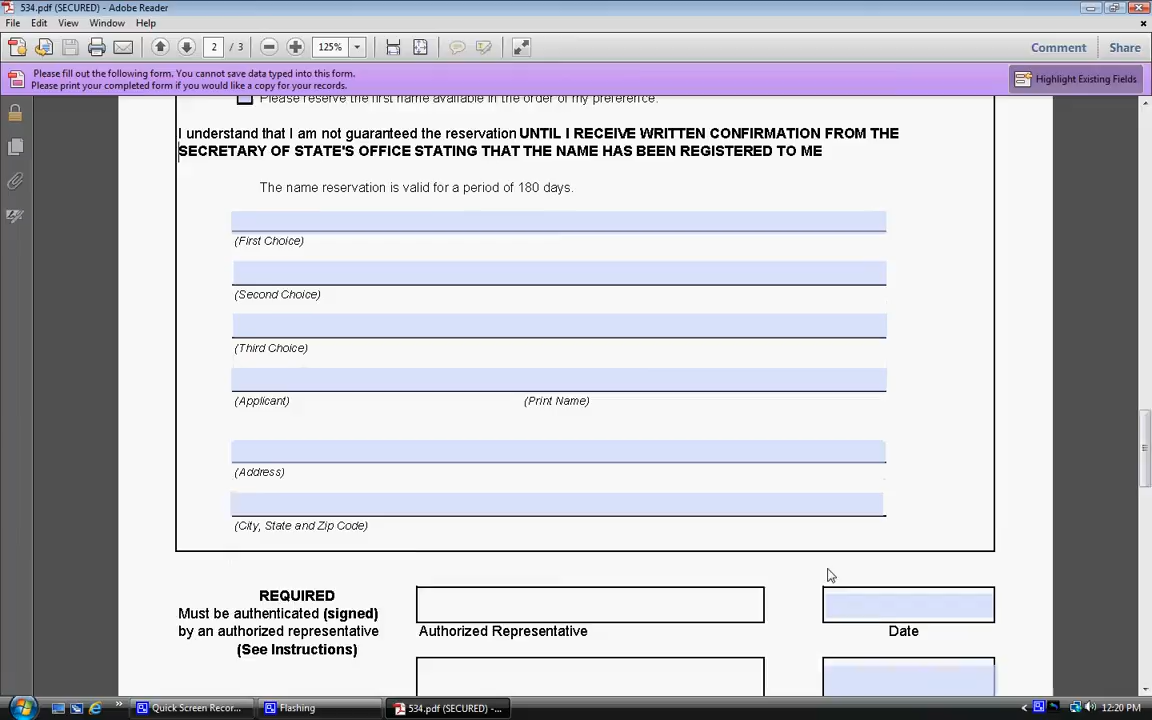 534.pdf (SECURED) - Adobe Reader
File Edit View Window Help
2 / 3 125% Comment Share
Please fill out the following form. You cannot save data typed into this form.
Please print your completed form if you would like a copy for your records.
Highlight Existing Fields
Please reserve the first name available in the order of my preference.
I understand that I am not guaranteed the reservation UNTIL I RECEIVE WRITTEN CONFIRMATION FROM THE
SECRETARY OF STATE'S OFFICE STATING THAT THE NAME HAS BEEN REGISTERED TO ME
The name reservation is valid for a period of 180 days.
(First Choice)
(Second Choice)
(Third Choice)
(Applicant) (Print Name)
(Address)
(City, State and Zip Code)
REQUIRED
Must be authenticated (signed)
by an authorized representative
(See Instructions)
Authorized Representative
Date
Quick Screen Recor... Flashing 534.pdf (SECURED) -... 12:20 PM